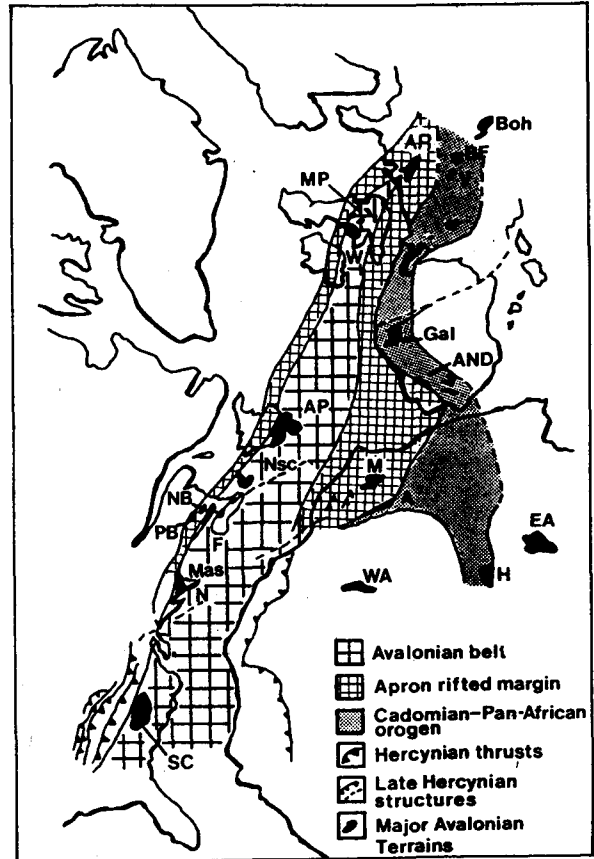 Boh
AR
BF
MP
W
Gal
AND
AP
Nsc
M
NB
PB
F
EA
Mas
N
WA
H
SC
Avalonian belt
Apron rifted margin
Cadomian-Pan-African
orogen
Hercynian thrusts
Late Hercynian
structures
Major Avalonian
Terrains